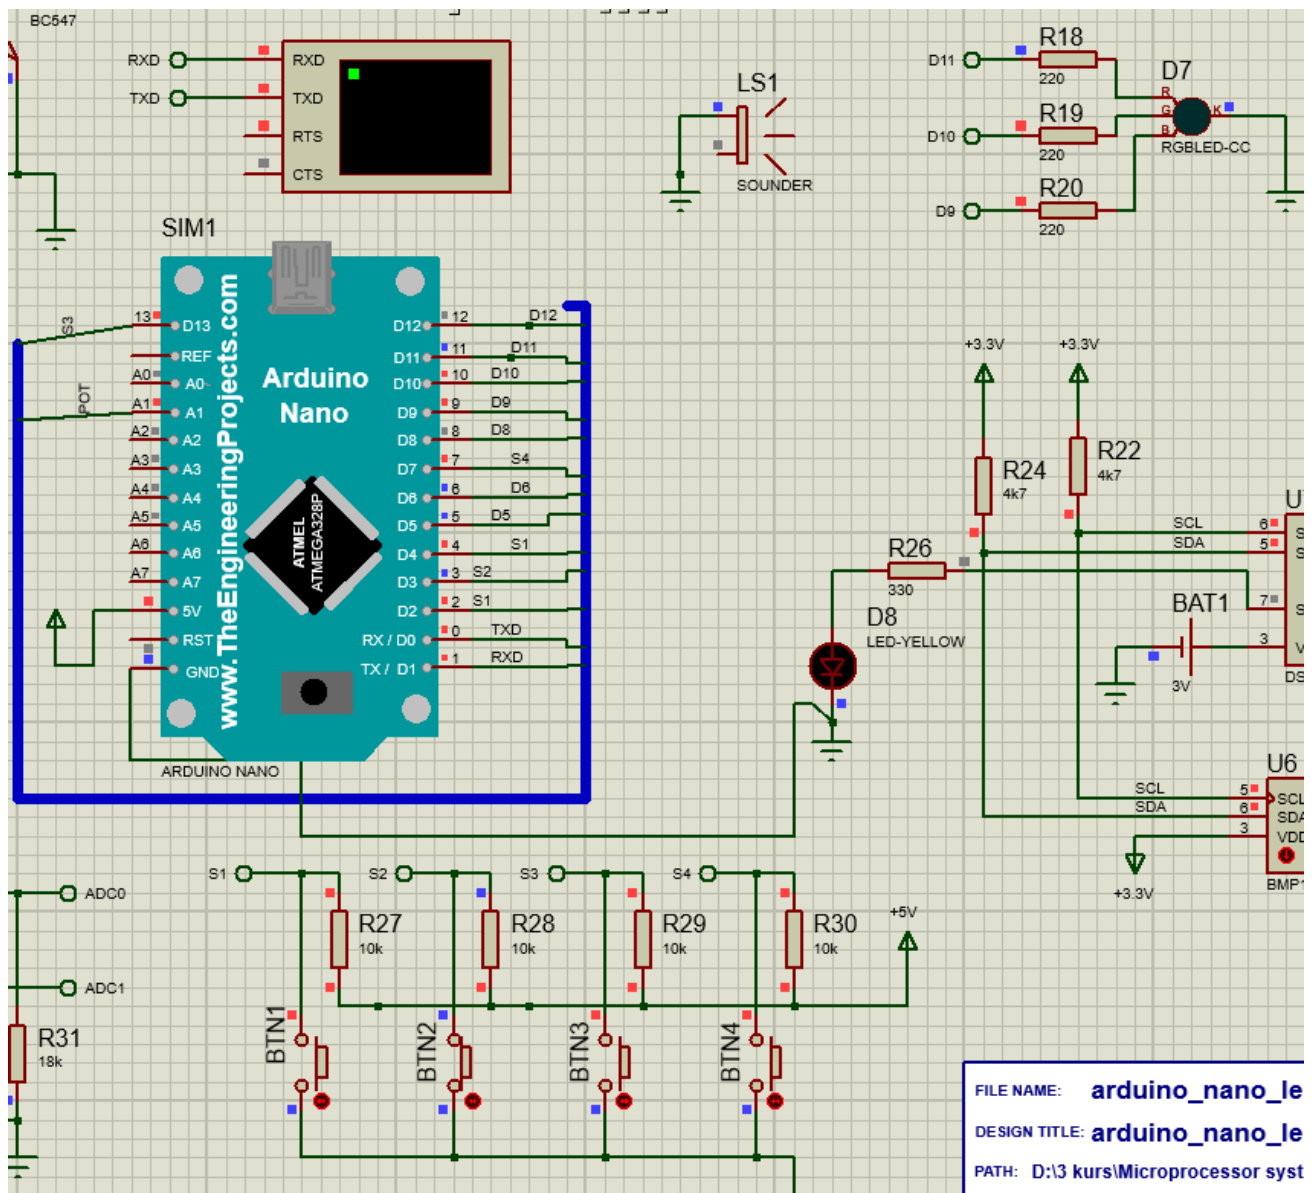 BC547
RXD
TXD
RXD
TXD
RTS
CTS
LS1
SOUNDER
D11
D10
D9
R18
220
R19
220
R20
220
D7
R
G
B
K
RGBLED-CC
SIM1
S3
POT
13
A0
A1
A2
A3
A4
A5
A6
A7
D13
REF
A0
A1
A2
A3
A4
A5
A6
A7
5V
RST
GND
www.TheEngineeringProjects.com
Arduino
Nano
ATMEL
ATMEGA328P
D12
D11
D10
D9
D8
D7
D6
D5
D4
D3
D2
RX / D0
TX / D1
12 D12
11 D11
10 D10
9 D9
8 D8
7 S4
6 D6
5 D5
4 S1
3 S2
2 S1
0 TXD
1 RXD
ARDUINO NANO
+3.3V
+3.3V
R24
4k7
R22
4k7
R26
330
D8
LED-YELLOW
SCL 6
SDA 5
7
3
BAT1
3V
DS
U6
SCL 5 SCL
SDA 6 SDA
3 VDD
+3.3V
BMP1
S1
S2
S3
S4
ADC0
ADC1
R31
18k
R27
10k
R28
10k
R29
10k
R30
10k
+5V
BTN1
BTN2
BTN3
BTN4
FILE NAME: arduino_nano_le
DESIGN TITLE: arduino_nano_le
PATH: D:\3 kurs\Microprocessor syst